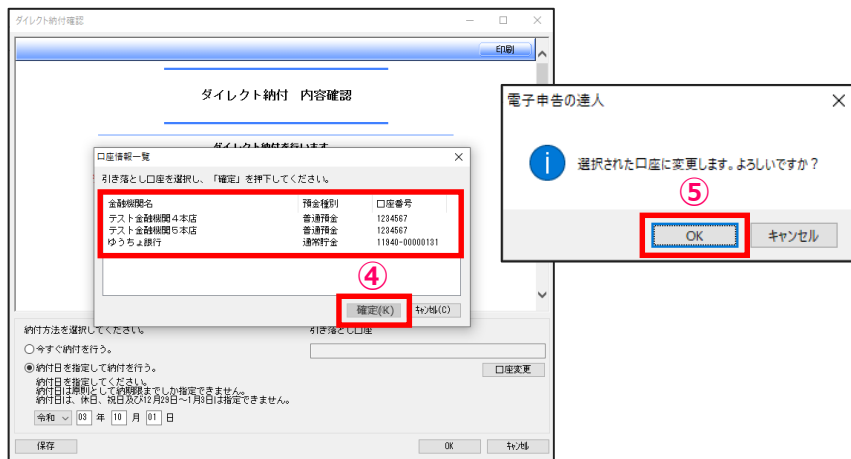 ダイレクト納付確認
印刷
ダイレクト納付　内容確認
ダイレクト納付を行います
口座情報一覧
引き落とし口座を選択し、「確定」を押下してください。
金融機関名 預金種別 口座番号
テスト金融機関４本店 普通預金 1234567
テスト金融機関５本店 普通預金 1234567
ゆうちょ銀行 通常貯金 11940-00000131
④
確定(K) ｷｬﾝｾﾙ(C)
納付方法を選択してください。 引き落とし口座
今すぐ納付を行う。
納付日を指定して納付を行う。 口座変更
納付日を指定してください。
納付日は原則として納期限までしか指定できません。
納付日は、休日、祝日及び12月29日～1月3日は指定できません。
令和 03 年 10 月 01 日
保存 OK ｷｬﾝｾﾙ
電子申告の達人
選択された口座に変更します。よろしいですか？
⑤
OK キャンセル